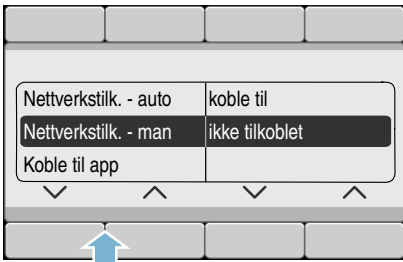 Nettverkstilk. - auto koble til
Nettverkstilk. - man ikke tilkoblet
Koble til app